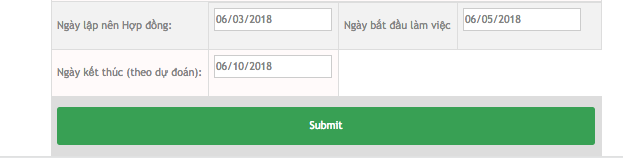 Ngày lập nên Hợp đồng: 06/03/2018 Ngày bắt đầu làm việc 06/05/2018
Ngày kết thúc (theo dự đoán): 06/10/2018
Submit